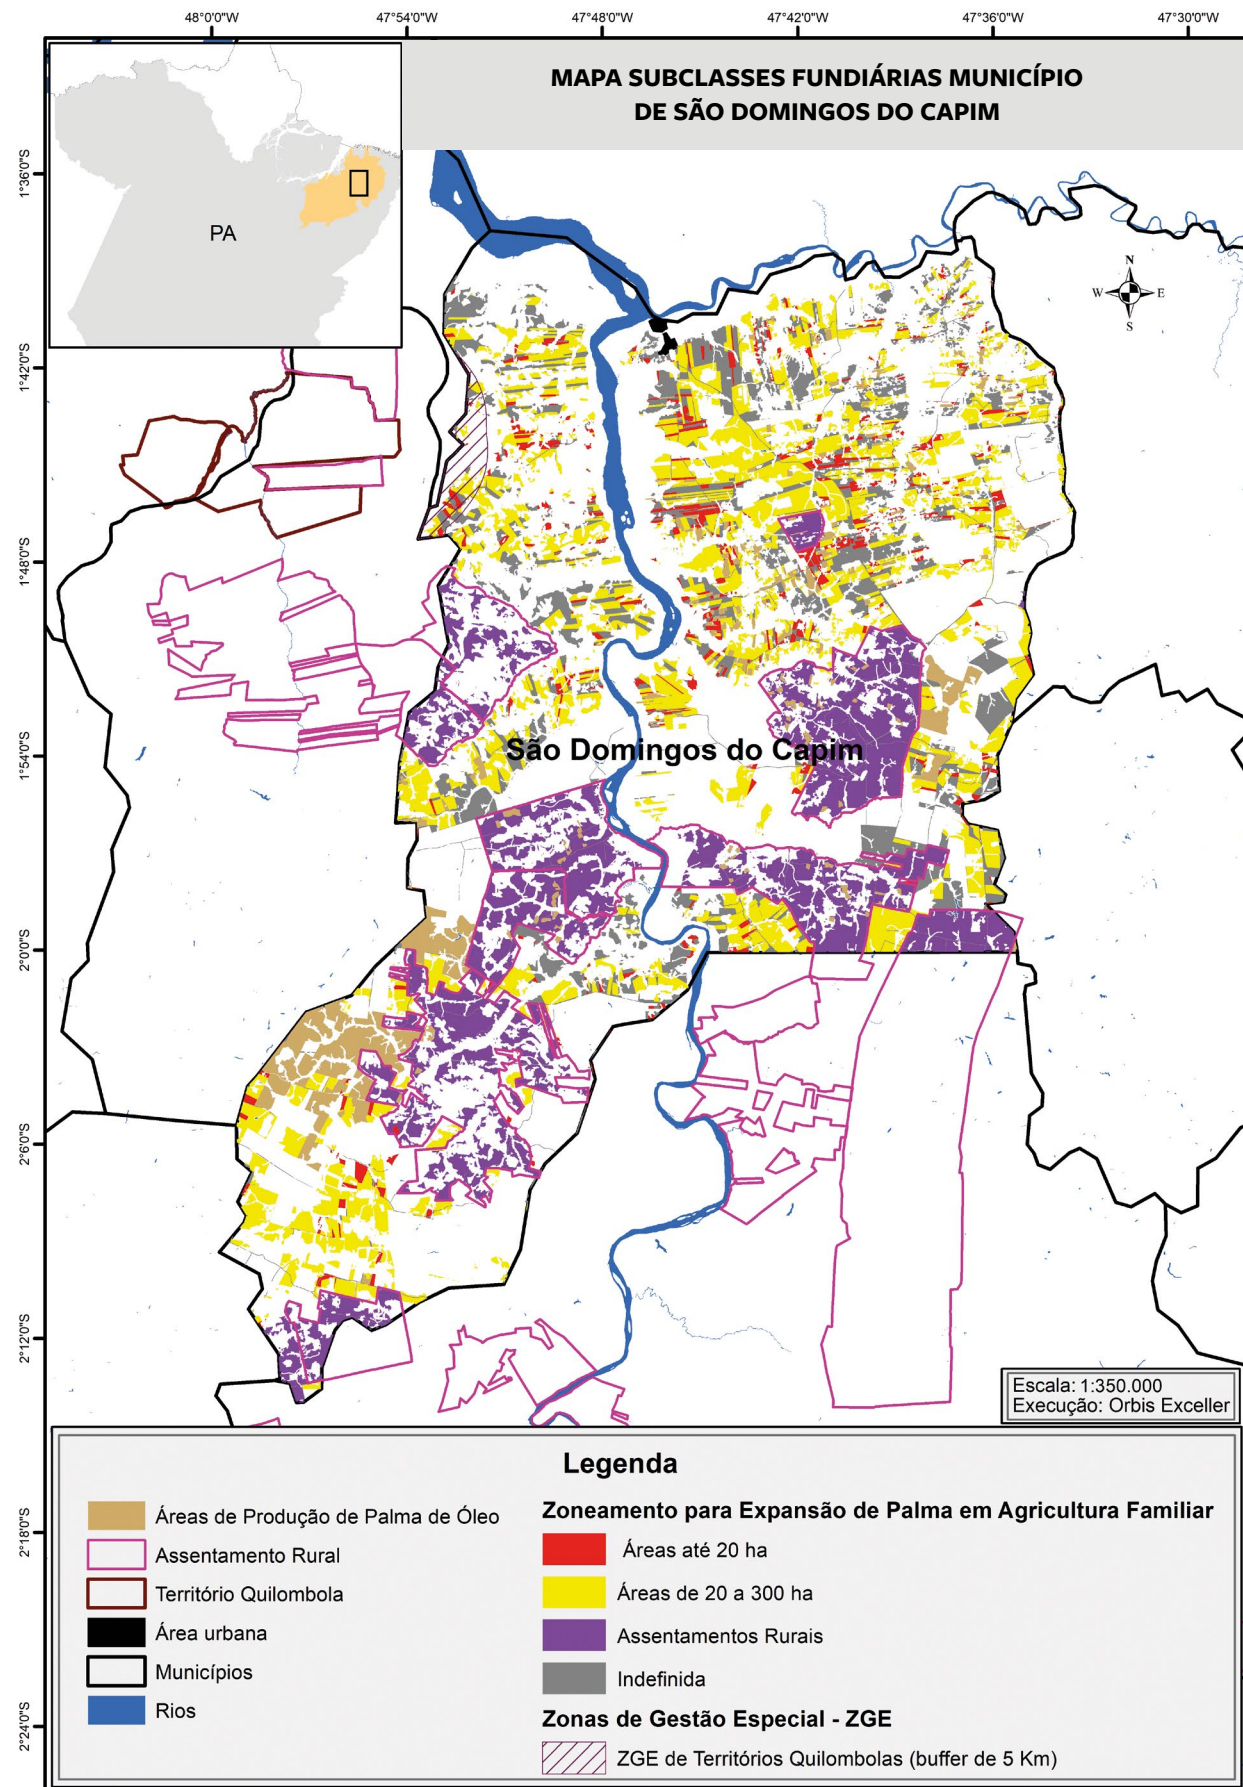 48°0'0"W 47°54'0"W 47°48'0"W 47°42'0"W 47°36'0"W 47°30'0"W
MAPA SUBCLASSES FUNDIÁRIAS MUNICÍPIO
DE SÃO DOMINGOS DO CAPIM
PA
1°36'0"S
N
W E
S
1°42'0"S
1°48'0"S
São Domingos do Capim
1°54'0"S
2°0'0"S
2°6'0"S
2°12'0"S
Escala: 1:350.000
Execução: Orbis Exceller
Legenda
Áreas de Produção de Palma de Óleo
Assentamento Rural
Território Quilombola
Área urbana
Municípios
Rios
Zoneamento para Expansão de Palma em Agricultura Familiar
Áreas até 20 ha
Áreas de 20 a 300 ha
Assentamentos Rurais
Indefinida
Zonas de Gestão Especial - ZGE
ZGE de Territórios Quilombolas (buffer de 5 Km)
2°18'0"S
2°24'0"S